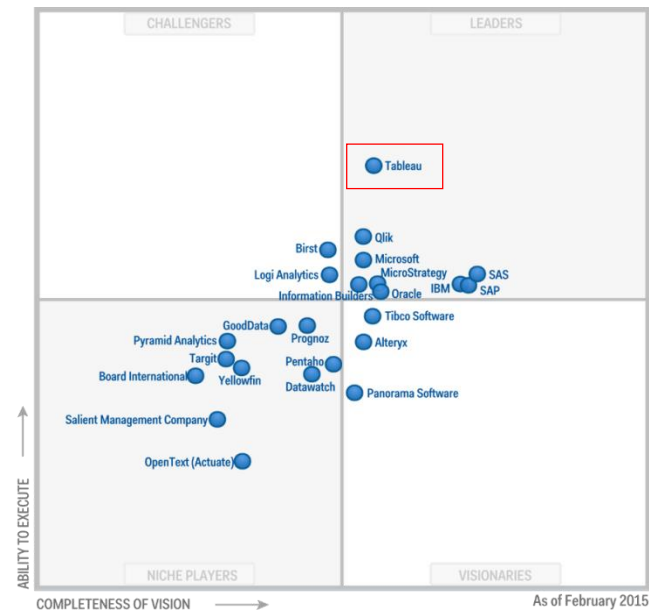 CHALLENGERS
LEADERS
Tableau
Qlik
Birst
Microsoft
Logi Analytics
MicroStrategy
SAS
Information Builders
Oracle
IBM
SAP
GoodData
Prognoz
Tibco Software
Pyramid Analytics
Alteryx
Targit
Pentaho
Board International
Yellowfin
Datawatch
Panorama Software
Salient Management Company
OpenText (Actuate)
ABILITY TO EXECUTE
NICHE PLAYERS
VISIONARIES
COMPLETENESS OF VISION
As of February 2015